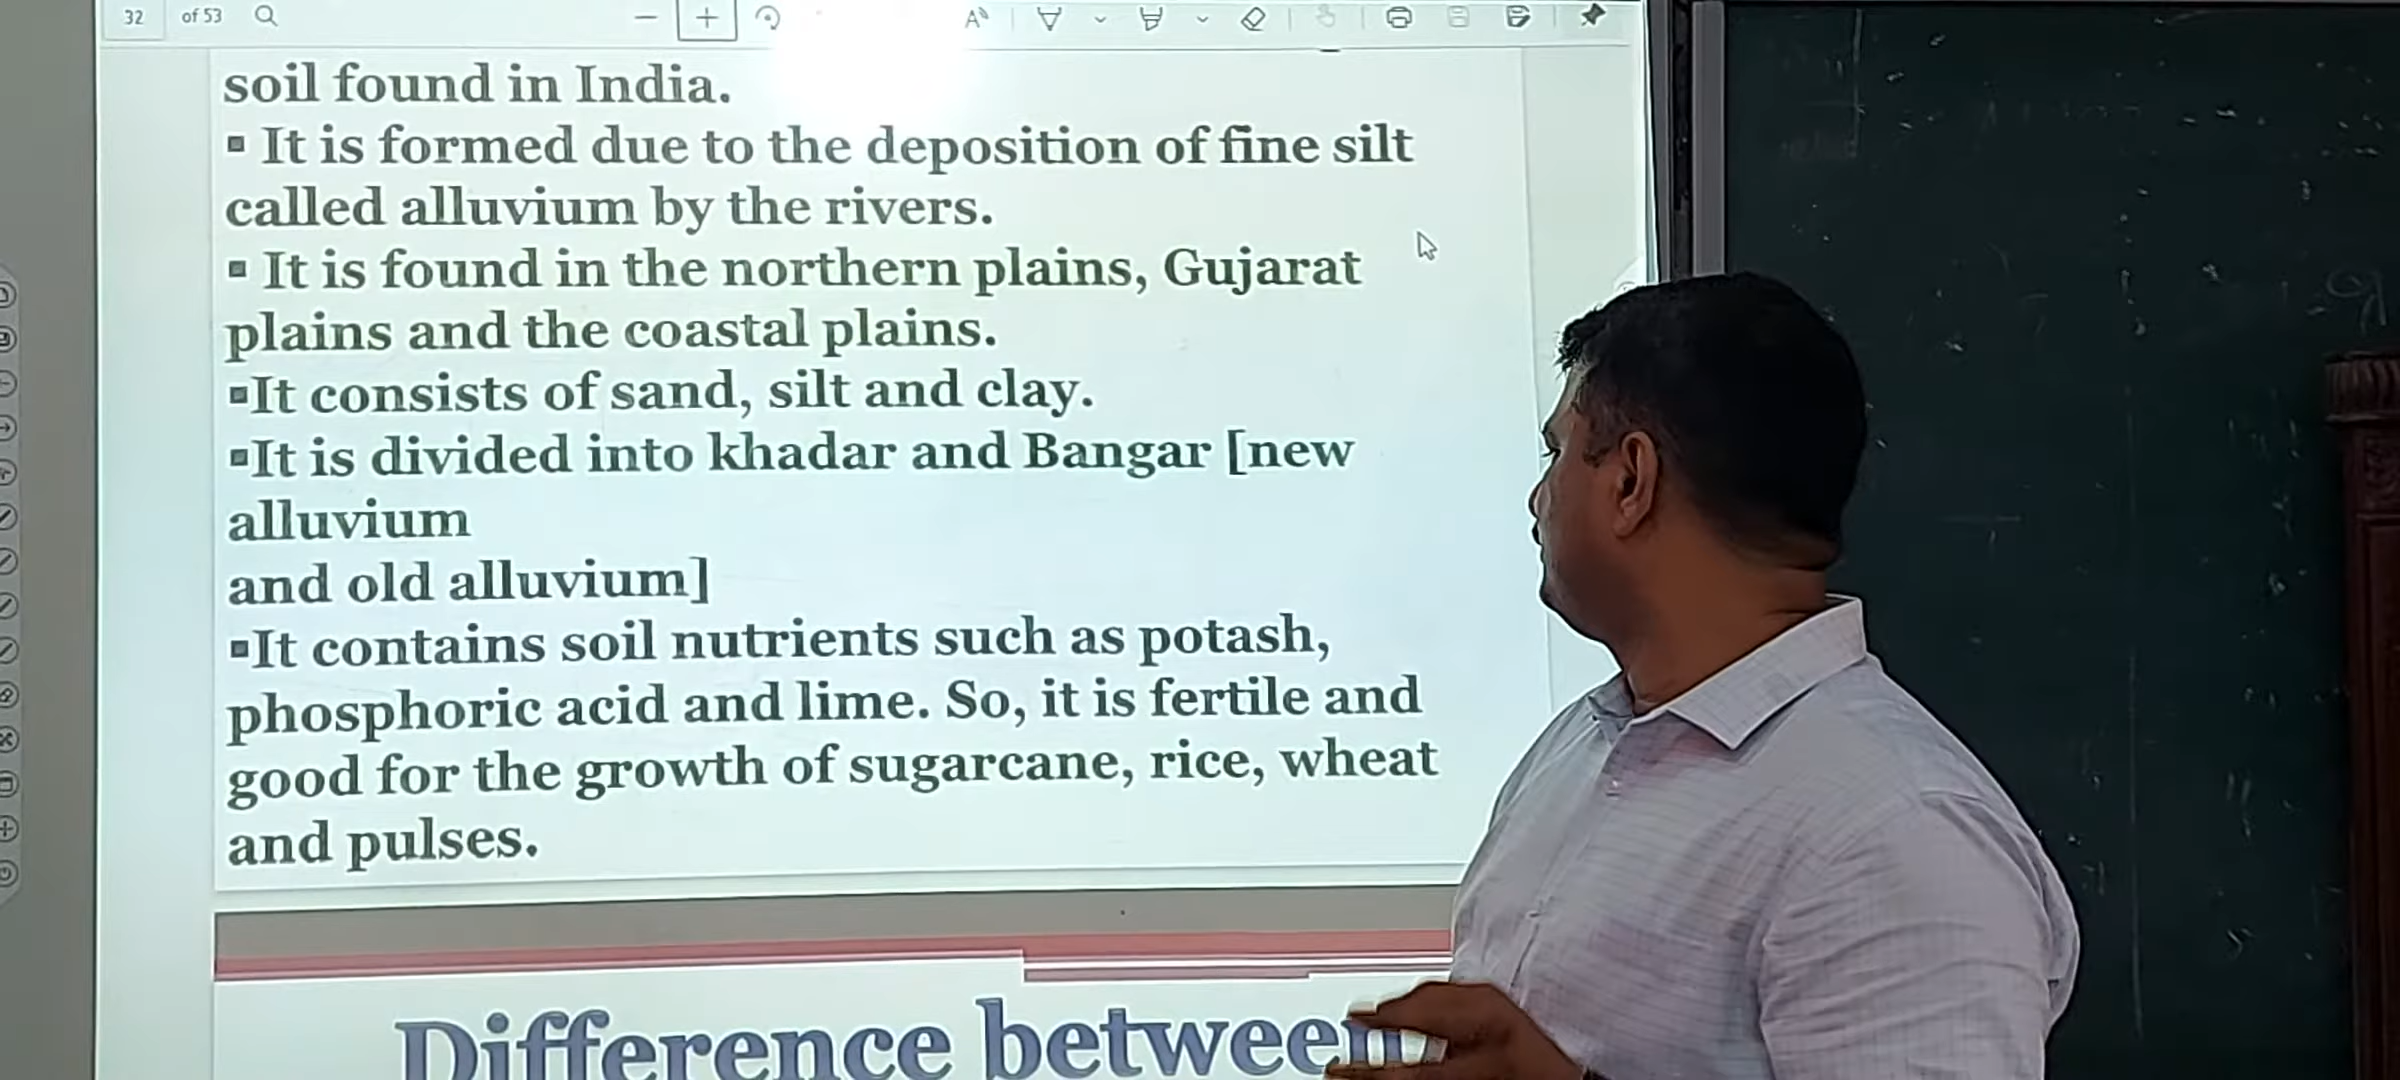 32 of 53
soil found in India.
▪ It is formed due to the deposition of fine silt
called alluvium by the rivers.
▪ It is found in the northern plains, Gujarat
plains and the coastal plains.
▪It consists of sand, silt and clay.
▪It is divided into khadar and Bangar [new
alluvium
and old alluvium]
▪It contains soil nutrients such as potash,
phosphoric acid and lime. So, it is fertile and
good for the growth of sugarcane, rice, wheat
and pulses.
Difference between